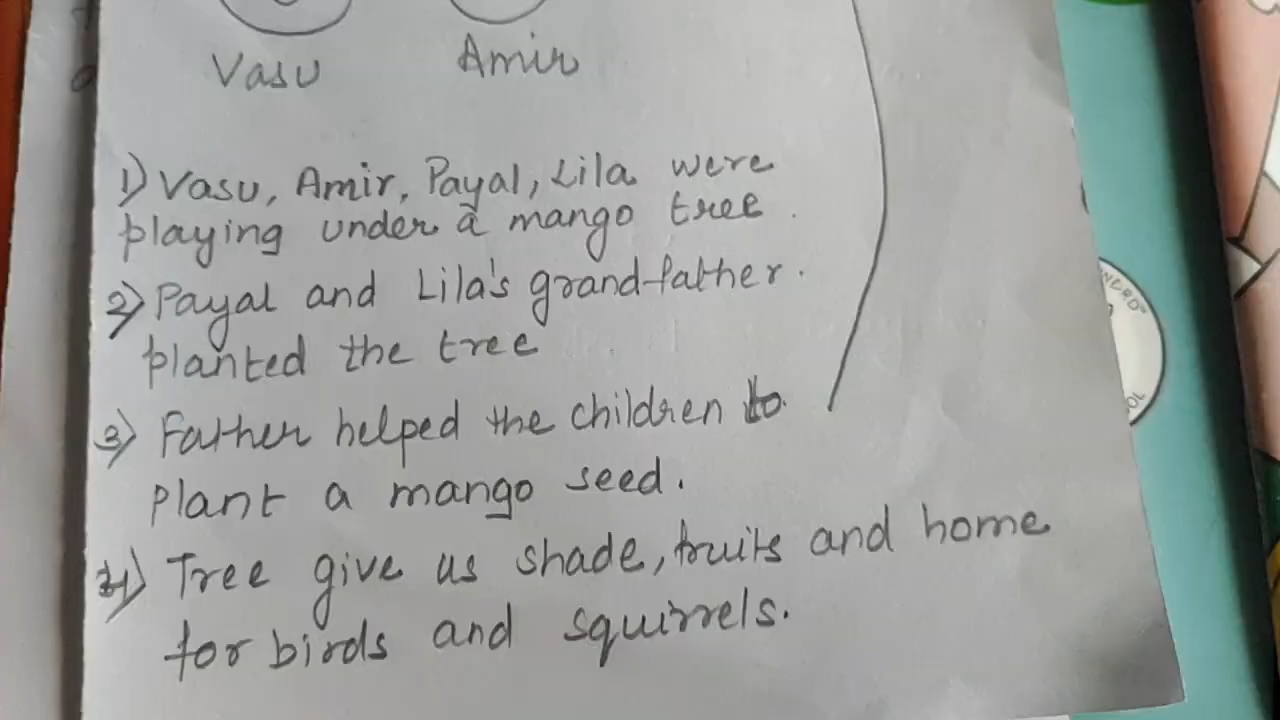 Vasu Amir
1) Vasu, Amir, Payal, Lila were
playing under a mango tree.
2) Payal and Lila's grand-father.
planted the tree
3) Father helped the children to
plant a mango seed.
4) Tree give us shade, fruits and home
for birds and squirrels.